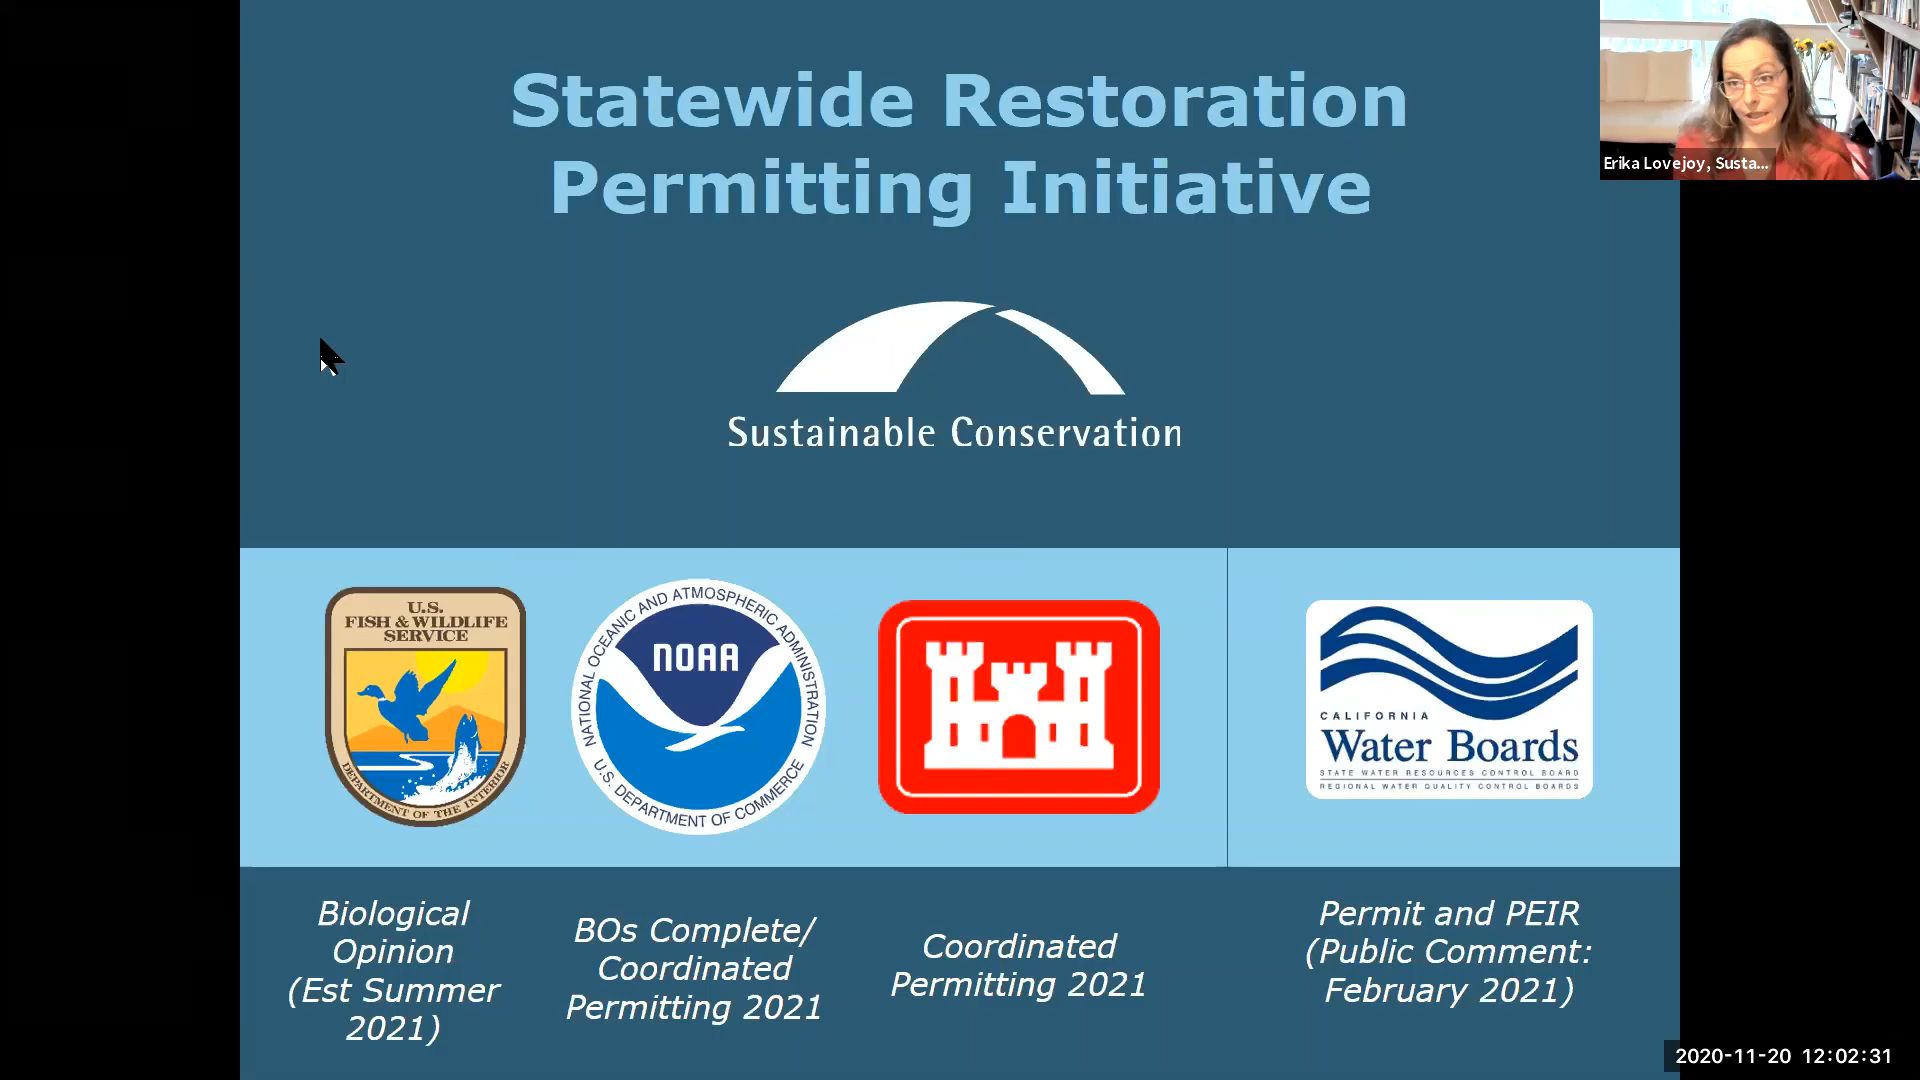 Statewide Restoration
Permitting Initiative
Erika Lovejoy, Susta...
Sustainable Conservation
U.S.
FISH & WILDLIFE
SERVICE
DEPARTMENT OF THE INTERIOR
NATIONAL OCEANIC AND ATMOSPHERIC ADMINISTRATION
NOAA
U.S. DEPARTMENT OF COMMERCE
CALIFORNIA
Water Boards
STATE WATER RESOURCES CONTROL BOARD
REGIONAL WATER QUALITY CONTROL BOARDS
Biological
Opinion
(Est Summer
2021)
BOs Complete/
Coordinated
Permitting 2021
Coordinated
Permitting 2021
Permit and PEIR
(Public Comment:
February 2021)
2020-11-20 12:02:31